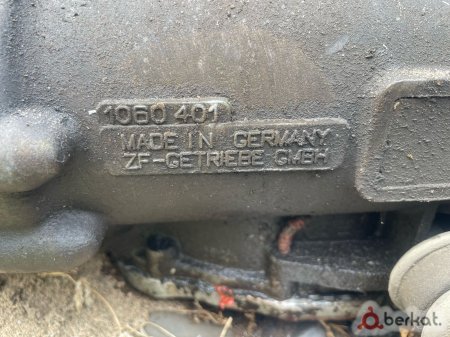 1060 401
MADE IN GERMANY
ZF-GETRIEBE GMBH
berkat.